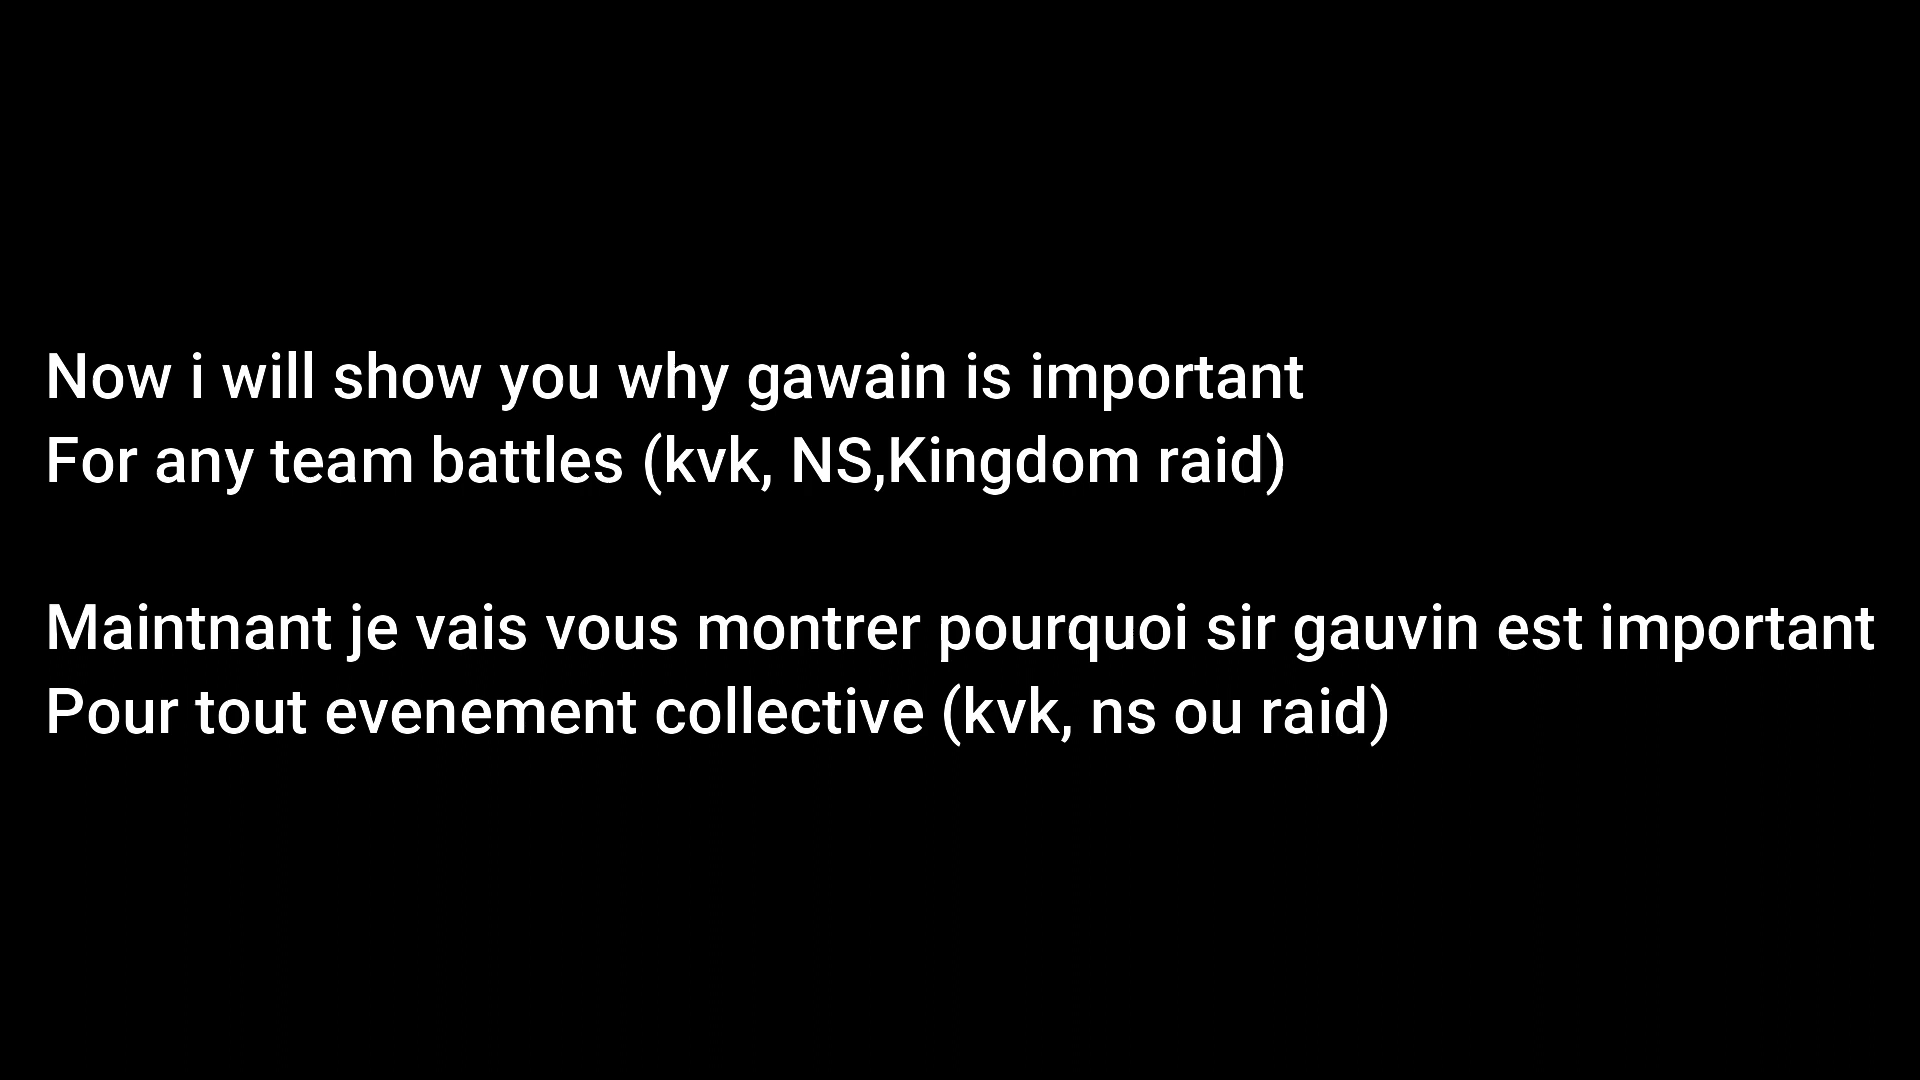 Now i will show you why gawain is important
For any team battles (kvk, NS,Kingdom raid)
Maintnant je vais vous montrer pourquoi sir gauvin est important
Pour tout evenement collective (kvk, ns ou raid)